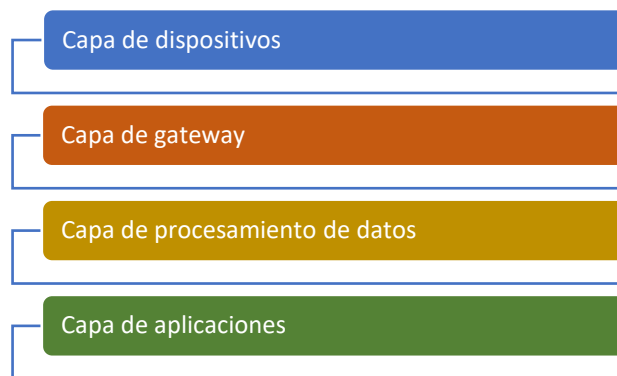 Capa de dispositivos
Capa de gateway
Capa de procesamiento de datos
Capa de aplicaciones